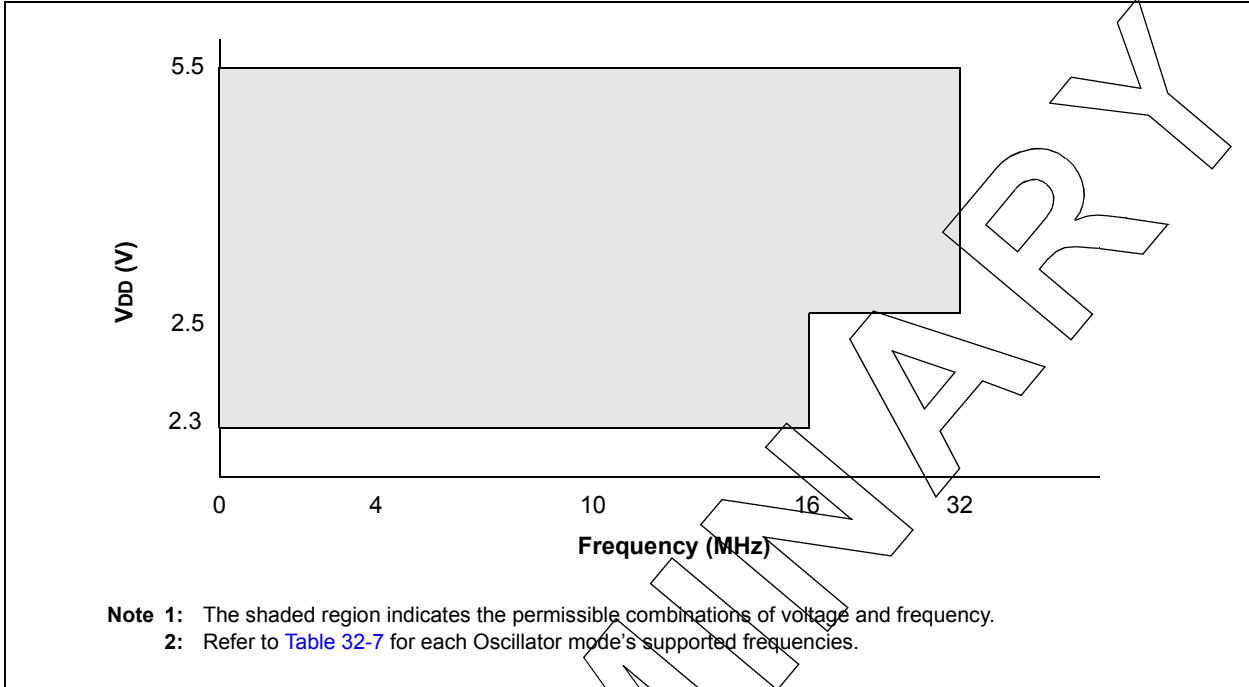 5.5
VDD (V)
2.5
2.3
0 4 10 16 32
Frequency (MHz)
Note 1: The shaded region indicates the permissible combinations of voltage and frequency.
2: Refer to Table 32-7 for each Oscillator mode's supported frequencies.